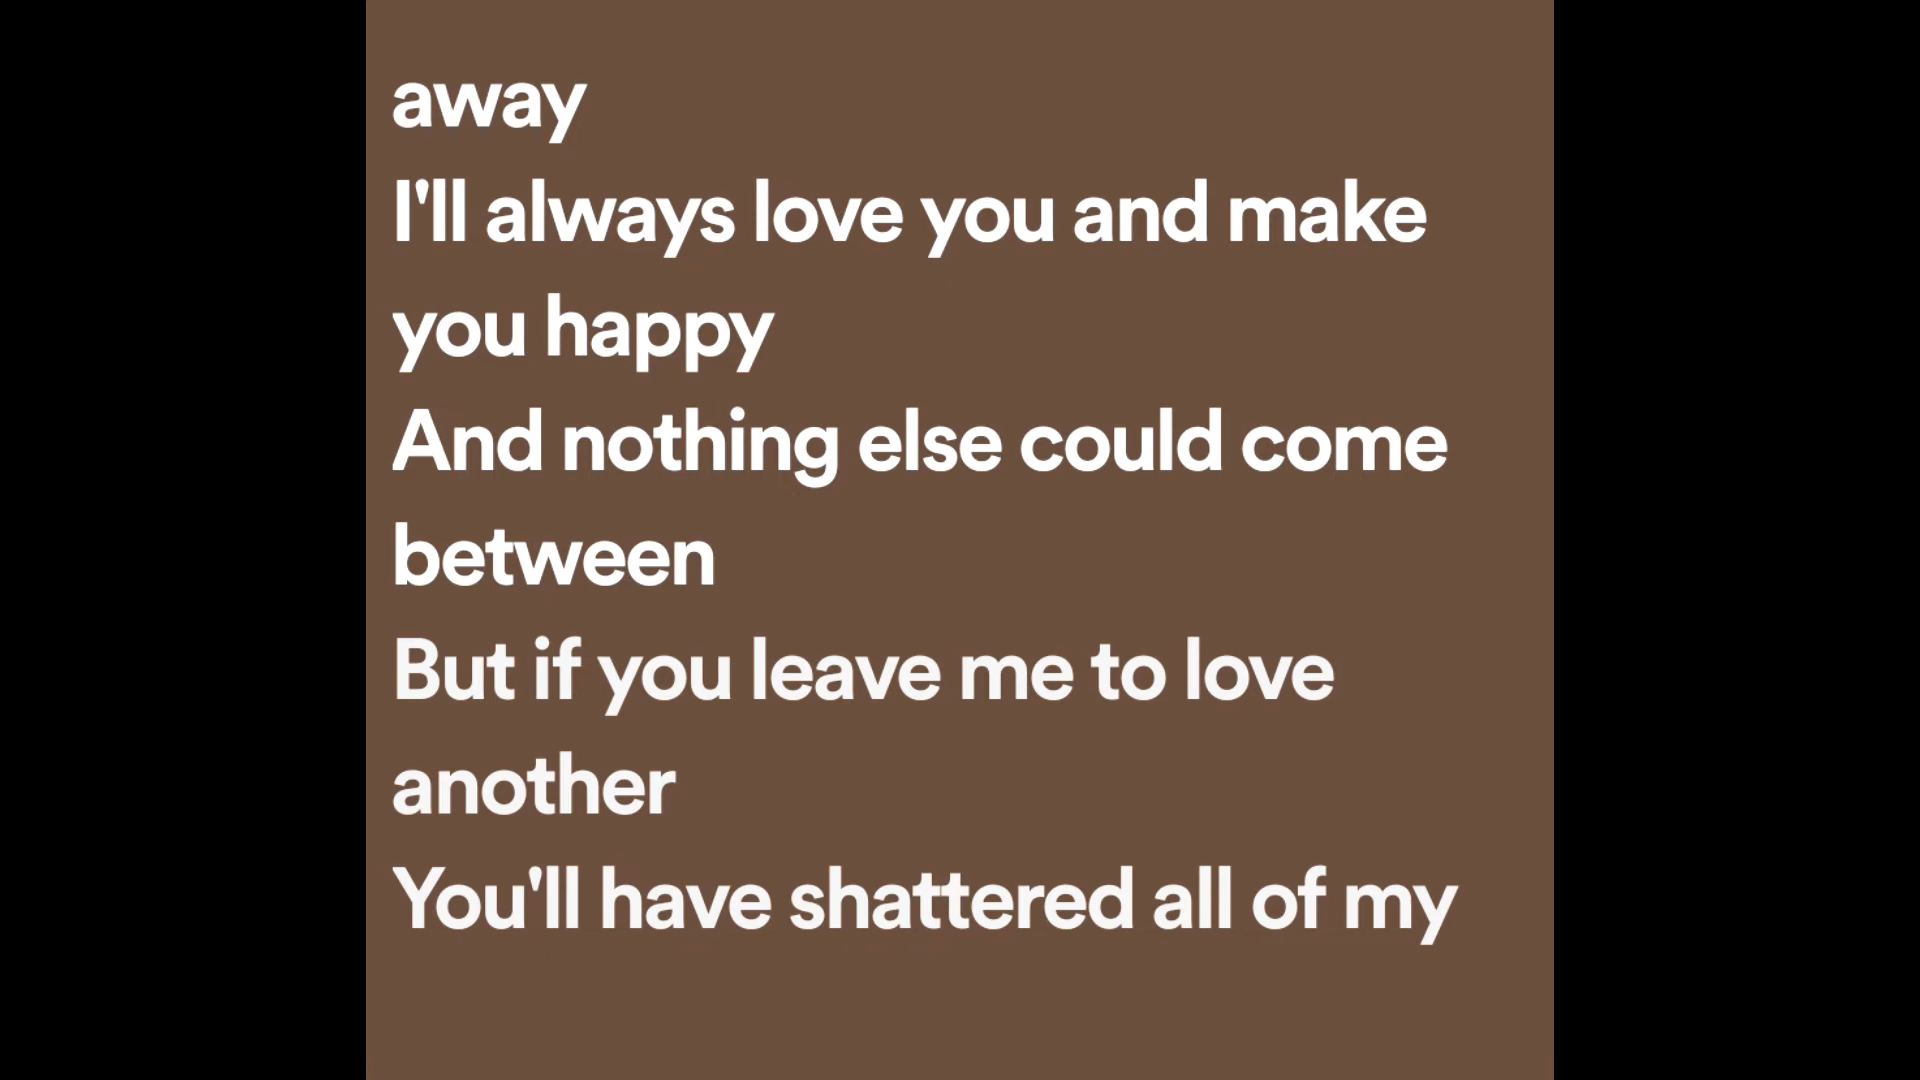 away
I'll always love you and make
you happy
And nothing else could come
between
But if you leave me to love
another
You'll have shattered all of my